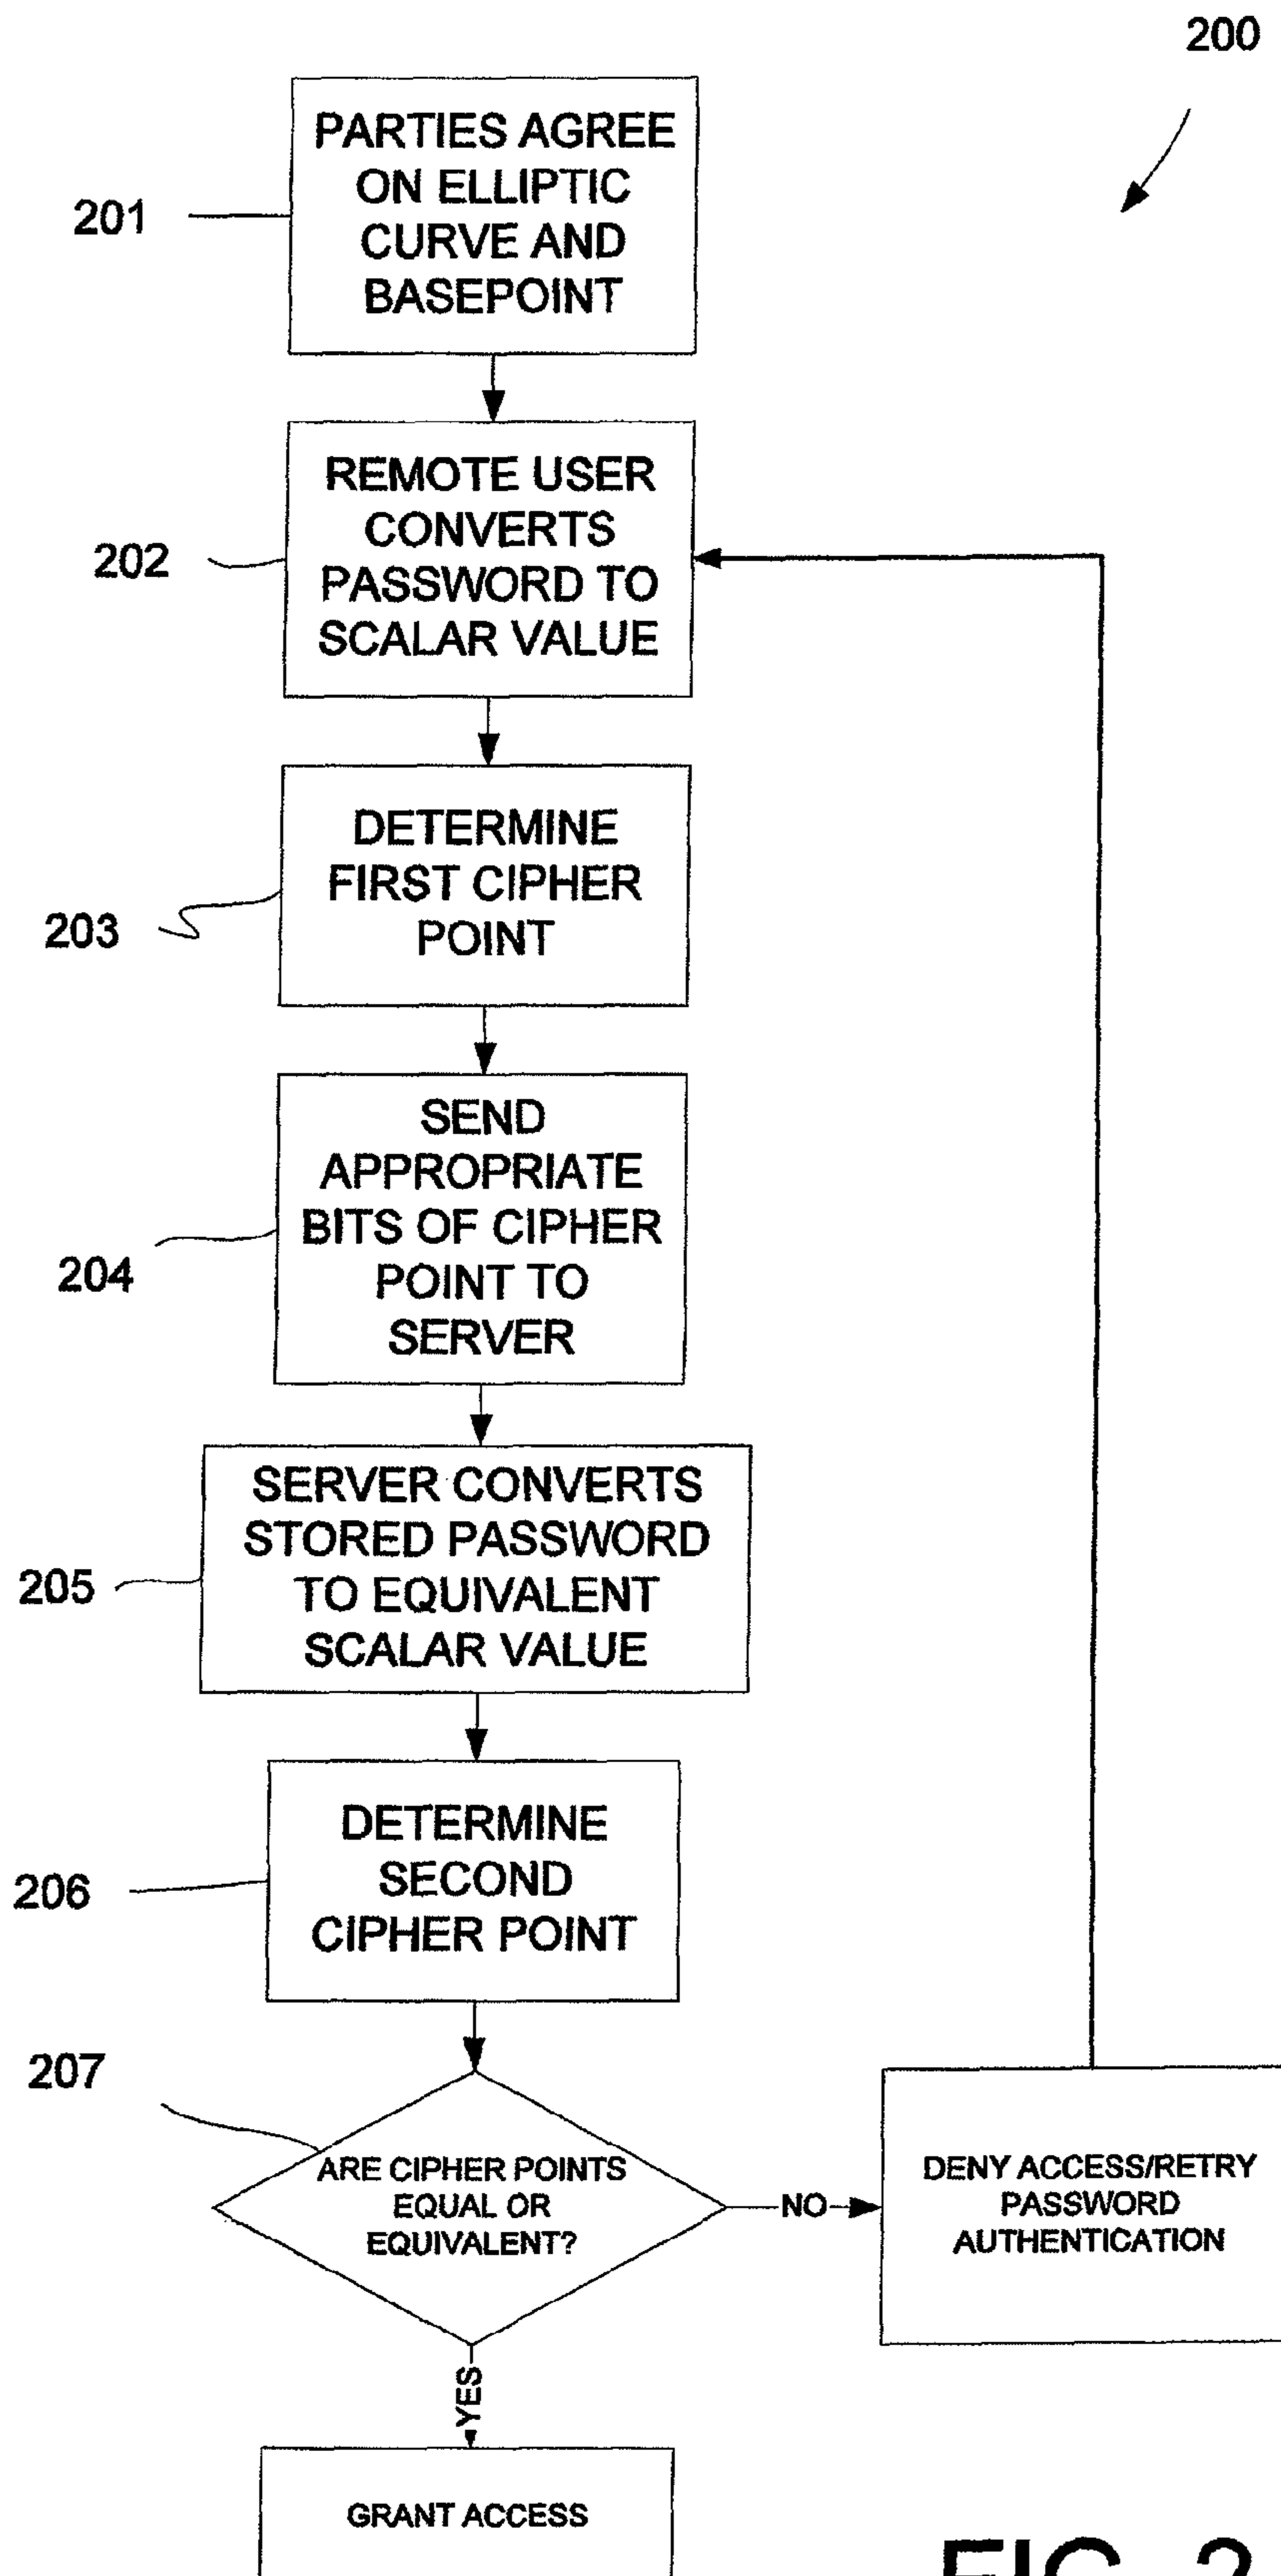 200
PARTIES AGREE
ON ELLIPTIC
CURVE AND
BASEPOINT
201
REMOTE USER
CONVERTS
PASSWORD TO
SCALAR VALUE
202
DETERMINE
FIRST CIPHER
POINT
203
SEND
APPROPRIATE
BITS OF CIPHER
POINT TO
SERVER
204
SERVER CONVERTS
STORED PASSWORD
TO EQUIVALENT
SCALAR VALUE
205
DETERMINE
SECOND
CIPHER POINT
206
207
ARE CIPHER POINTS
EQUAL OR
EQUIVALENT?
NO
DENY ACCESS/RETRY
PASSWORD
AUTHENTICATION
YES
GRANT ACCESS
FIG. 2